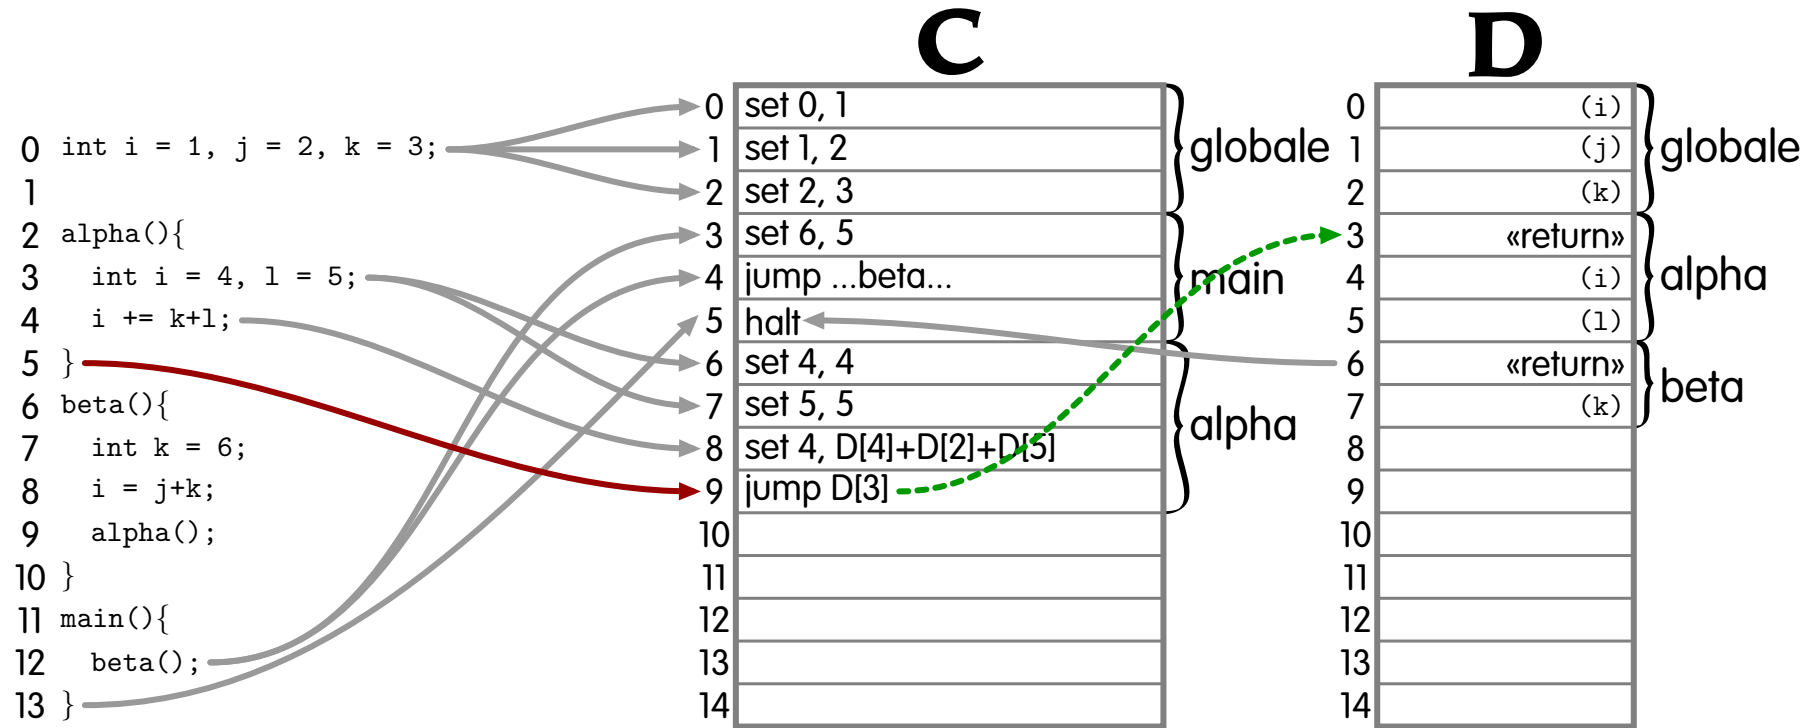 C D
0 int i = 1, j = 2, k = 3;
1
2 alpha(){
3 int i = 4, l = 5;
4 i += k+l;
5 }
6 beta(){
7 int k = 6;
8 i = j+k;
9 alpha();
10 }
11 main(){
12 beta();
13 }
0 set 0, 1
1 set 1, 2
2 set 2, 3
globale
3 set 6, 5
4 jump ...beta...
5 halt
main
6 set 4, 4
7 set 5, 5
8 set 4, D[4]+D[2]+D[5]
9 jump D[3]
alpha
10
11
12
13
14
0 (i)
1 (j)
2 (k)
globale
3 «return»
4 (i)
5 (l)
alpha
6 «return»
7 (k)
beta
8
9
10
11
12
13
14